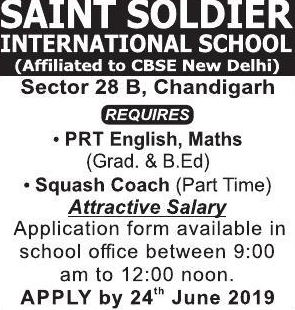 SAINT SOLDIER
INTERNATIONAL SCHOOL
(Affiliated to CBSE New Delhi)
Sector 28 B, Chandigarh
REQUIRES
• PRT English, Maths
(Grad. & B.Ed)
• Squash Coach (Part Time)
Attractive Salary
Application form available in
school office between 9:00
am to 12:00 noon.
APPLY by 24th June 2019